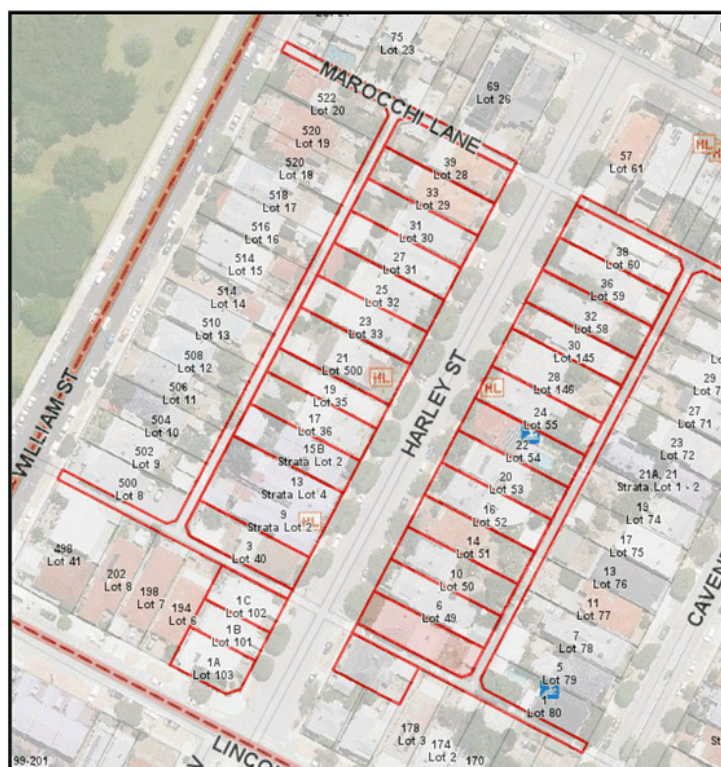 75
Lot 23
MAROCCHI LANE
69
Lot 26
522
Lot 20
520
Lot 19
520
Lot 18
518
Lot 17
516
Lot 16
514
Lot 15
514
Lot 14
510
Lot 13
508
Lot 12
506
Lot 11
504
Lot 10
502
Lot 9
500
Lot 8
WILLIAM ST
39
Lot 28
33
Lot 29
31
Lot 30
27
Lot 31
25
Lot 32
23
Lot 33
21
Lot 500
HL
19
Lot 35
17
Lot 36
15B
Strata Lot 2
13
Strata Lot 4
9
Strata Lot 2
HL
3
Lot 40
1C
Lot 102
1B
Lot 101
1A
Lot 103
498
Lot 41
202
Lot 8
198
Lot 7
194
Lot 6
HARLEY ST
57
Lot 61
HL
38
Lot 60
36
Lot 59
32
Lot 58
30
Lot 145
28
Lot 146
HL
24
Lot 55
22
Lot 54
20
Lot 53
16
Lot 52
14
Lot 51
10
Lot 50
6
Lot 49
29
27
Lot 71
23
Lot 72
21A, 21
Strata Lot 1 - 2
19
Lot 74
17
Lot 75
13
Lot 76
11
Lot 77
7
Lot 78
5
Lot 79
1
Lot 80
CAVEN
178
Lot 3
174
Lot 2
170
LINCO
99-201